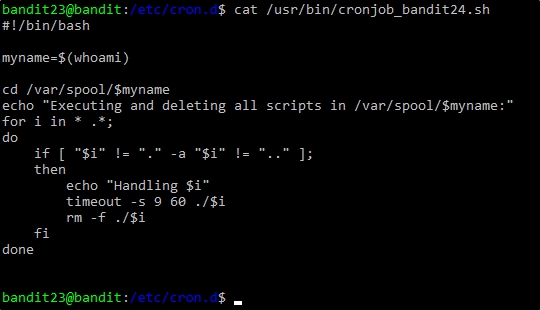 bandit23@bandit:/etc/cron.d$ cat /usr/bin/cronjob_bandit24.sh
#!/bin/bash
myname=$(whoami)
cd /var/spool/$myname
echo "Executing and deleting all scripts in /var/spool/$myname:"
for i in * .*;
do
    if [ "$i" != "." -a "$i" != ".." ];
    then
        echo "Handling $i"
        timeout -s 9 60 ./$i
        rm -f ./$i
    fi
done
bandit23@bandit:/etc/cron.d$